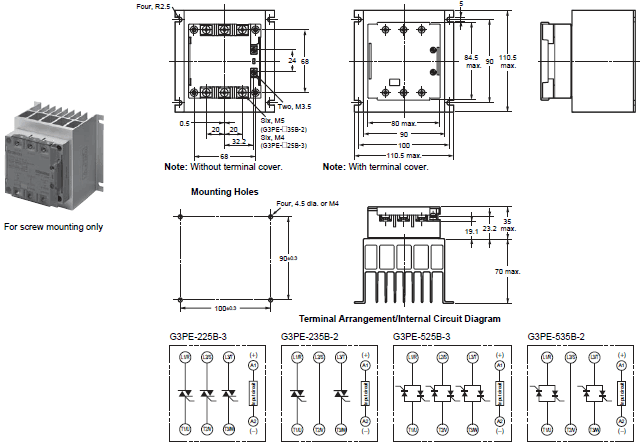 Four, R2.5
24
68
Two, M3.5
0.5
20 20
32.2
68
Six, M5
(G3PE-□35B-2)
Six, M4
(G3PE-□25B-3)
Note: Without terminal cover.
5
84.5 max.
90
110.5 max.
80 max.
90
100
110.5 max.
Note: With terminal cover.
For screw mounting only
Mounting Holes
Four, 4.5 dia. or M4
90±0.3
100±0.3
19.1
23.2
35 max.
70 max.
Terminal Arrangement/Internal Circuit Diagram
G3PE-225B-3
L1/R L2/S L3/T (+)
A1
A2
T1/U T2/V T3/W (−)
G3PE-235B-2
L1/R L2/S L3/T (+)
A1
A2
T1/U T2/V T3/W (−)
G3PE-525B-3
L1/R L2/S L3/T (+)
A1
A2
T1/U T2/V T3/W (−)
G3PE-535B-2
L1/R L2/S L3/T (+)
A1
A2
T1/U T2/V T3/W (−)